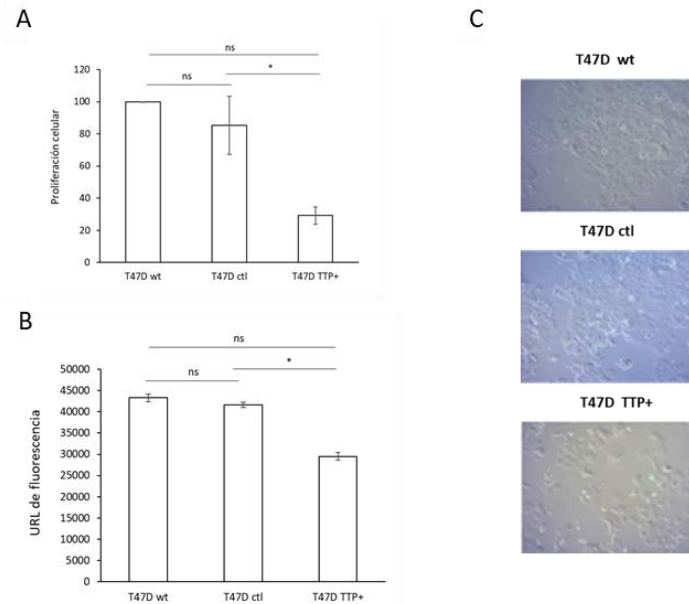 A
ns
ns
*
120
100
80
60
40
20
0
Proliferación celular
T47D wt
T47D ctl
T47D TTP+
B
ns
ns
*
50000
45000
40000
35000
30000
25000
20000
15000
10000
5000
0
URL de fluorescencia
T47D wt
T47D ctl
T47D TTP+
C
T47D wt
T47D ctl
T47D TTP+